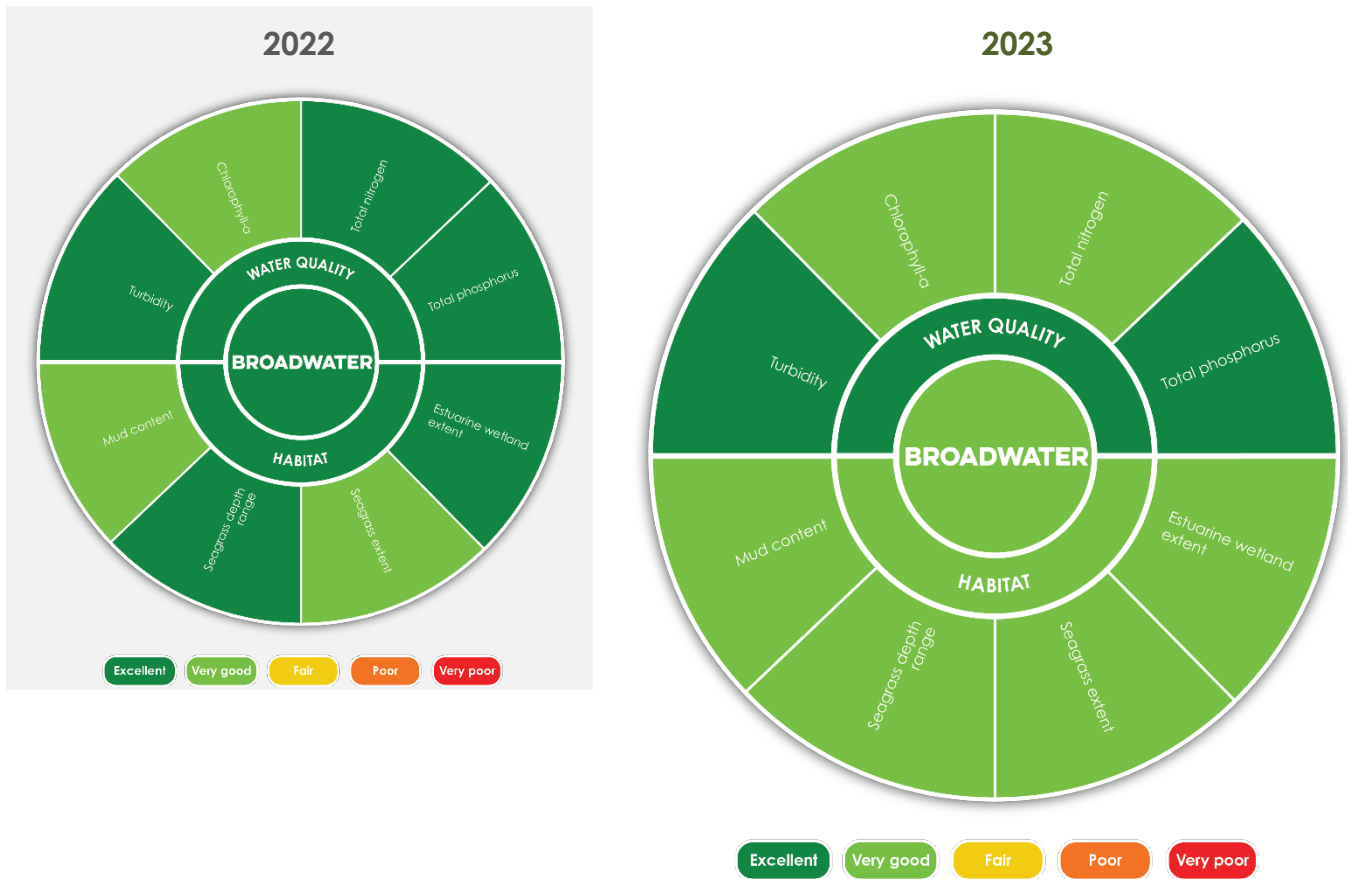 2022
Chlorophyll-a
Total nitrogen
Turbidity
Total phosphorus
WATER QUALITY
BROADWATER
HABITAT
Mud content
Estuarine wetland
extent
Seagrass depth
range
Seagrass extent
Excellent
Very good
Fair
Poor
Very poor
2023
Chlorophyll-a
Total nitrogen
Turbidity
Total phosphorus
WATER QUALITY
BROADWATER
HABITAT
Mud content
Estuarine wetland
extent
Seagrass depth
range
Seagrass extent
Excellent
Very good
Fair
Poor
Very poor